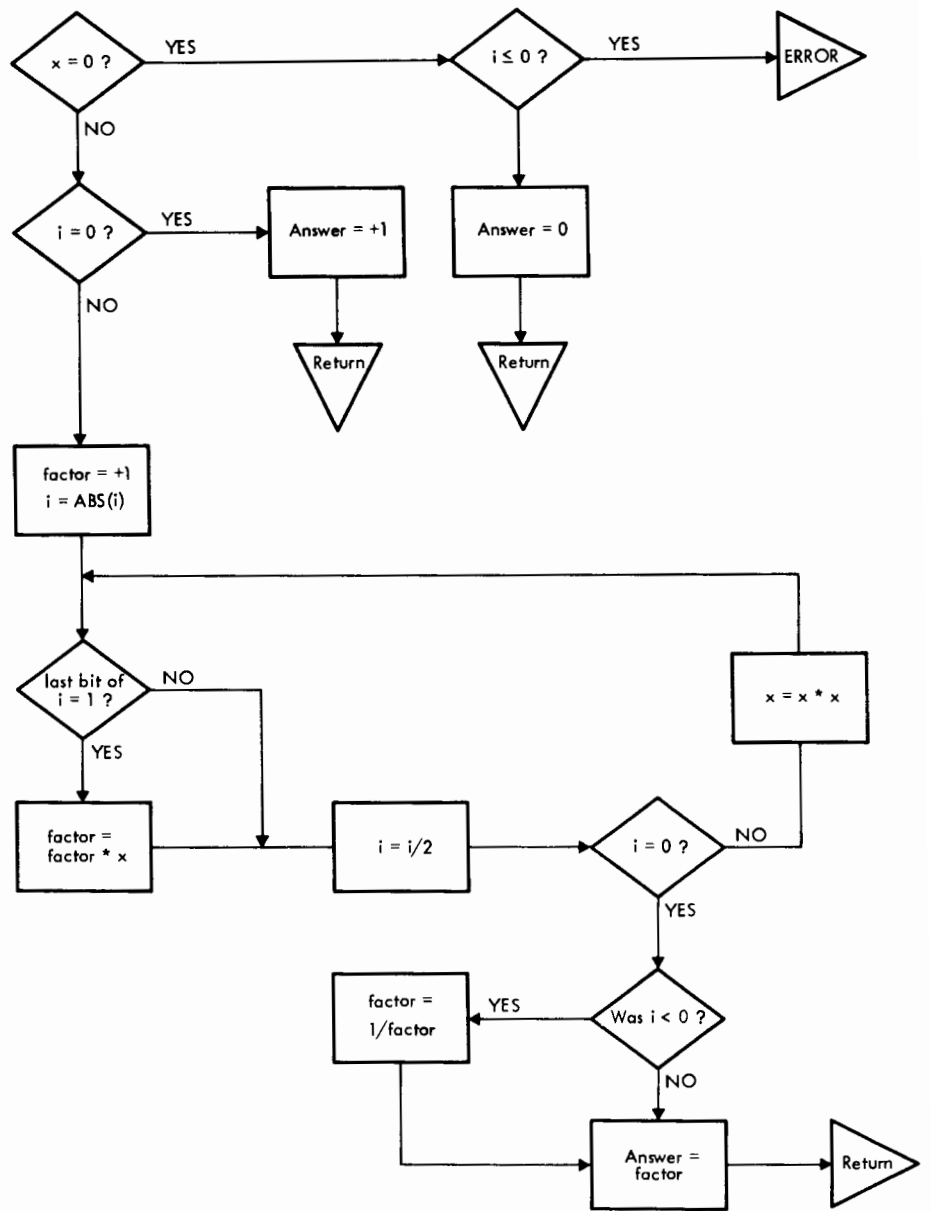 x = 0 ?
YES
i ≤ 0 ?
YES
ERROR
NO
i = 0 ?
YES
Answer = +1
Answer = 0
NO
Return
Return
factor = +1
i = ABS(i)
last bit of
i = 1 ?
NO
x = x * x
YES
factor =
factor * x
i = i/2
i = 0 ?
NO
YES
factor =
1/factor
YES
Was i < 0 ?
NO
Answer =
factor
Return